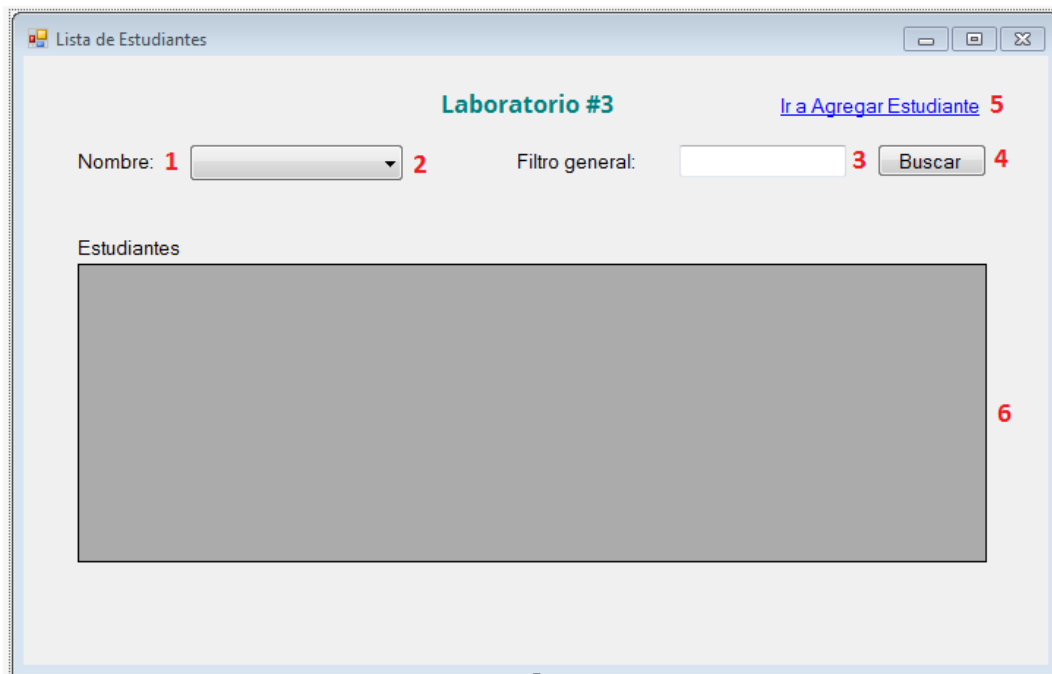 Lista de Estudiantes
Laboratorio #3
Ir a Agregar Estudiante 5
Nombre: 1 2 Filtro general: 3 Buscar 4
Estudiantes
6